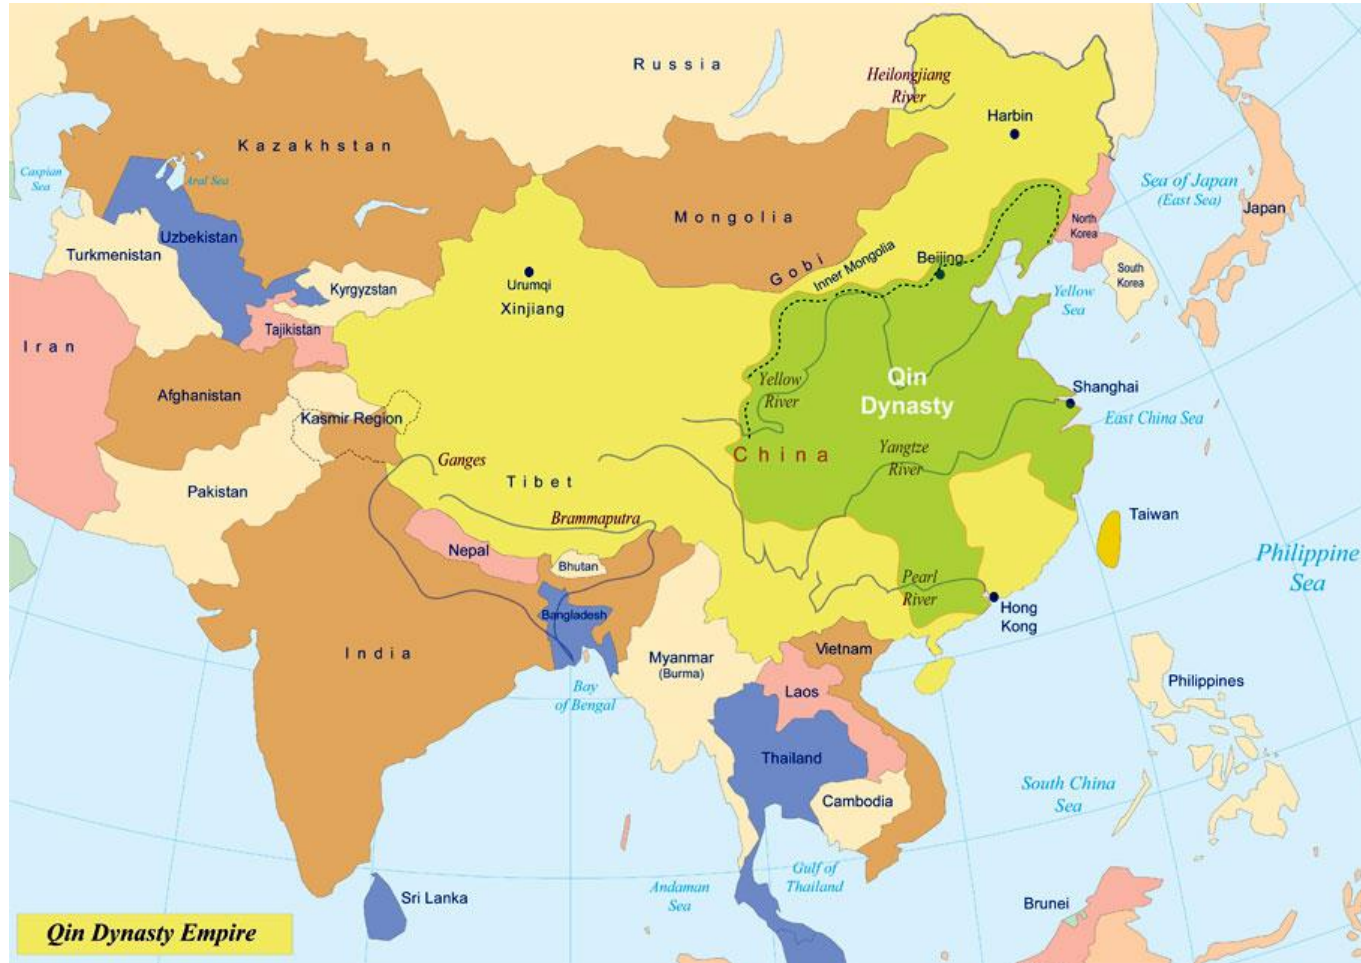 Russia
Heilongjiang
River
Harbin
Kazakhstan
Caspian
Sea
Aral Sea
Sea of Japan
(East Sea)
Japan
Mongolia
North
Korea
Uzbekistan
Turkmenistan
Gobi
Inner Mongolia
Beijing
South
Korea
Urumqi
Xinjiang
Kyrgyzstan
Yellow
Sea
Tajikistan
Iran
Qin
Dynasty
Yellow
River
Shanghai
Afghanistan
Kasmir Region
East China Sea
China
Yangtze
River
Ganges
Tibet
Pakistan
Brammaputra
Taiwan
Nepal
Bhutan
Philippine
Sea
Pearl
River
Hong
Kong
Bangladesh
India
Myanmar
(Burma)
Vietnam
Laos
Bay
of Bengal
Philippines
Thailand
South China
Sea
Cambodia
Gulf of
Thailand
Andaman
Sea
Sri Lanka
Brunei
Qin Dynasty Empire